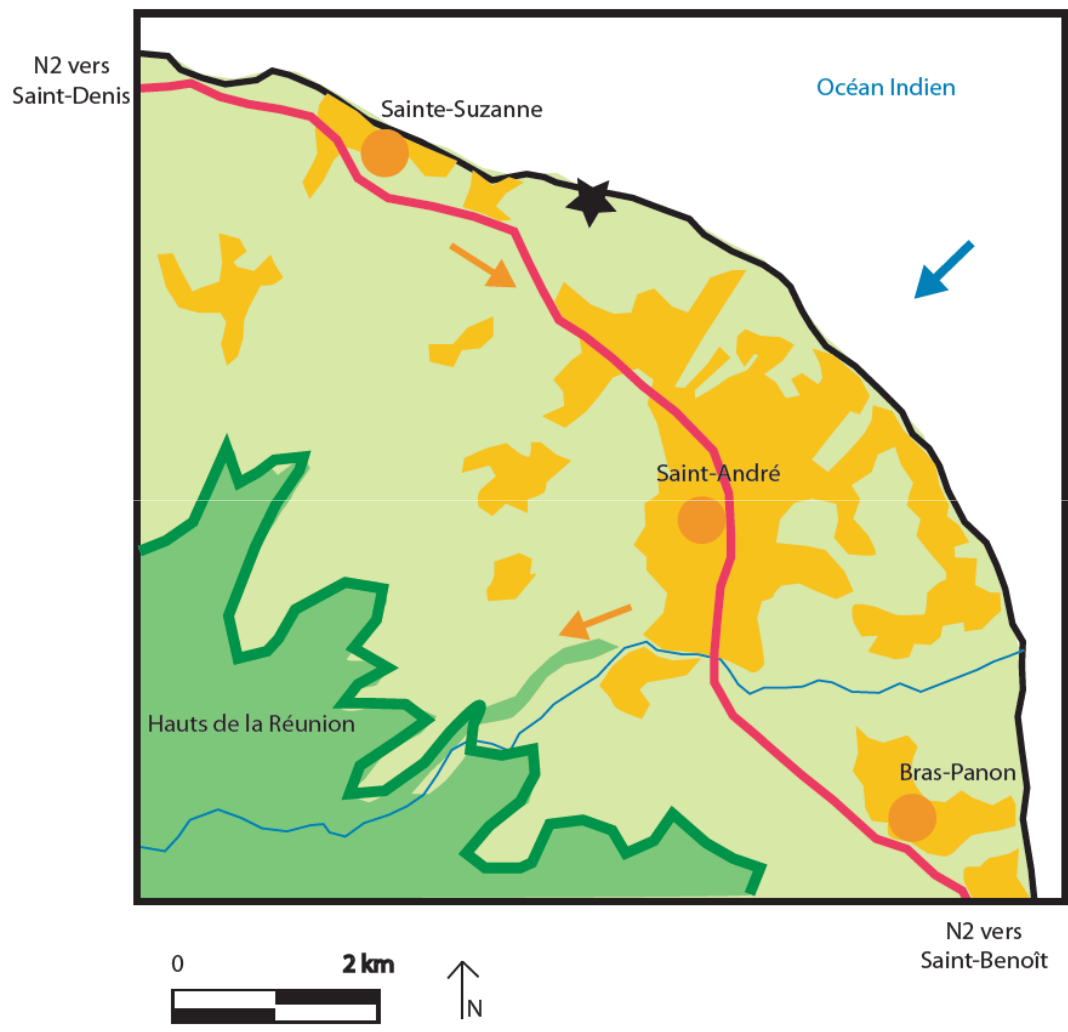 N2 vers
Saint-Denis
Océan Indien
Sainte-Suzanne
Saint-André
Hauts de la Réunion
Bras-Panon
N2 vers
Saint-Benoît
0 2 km
N